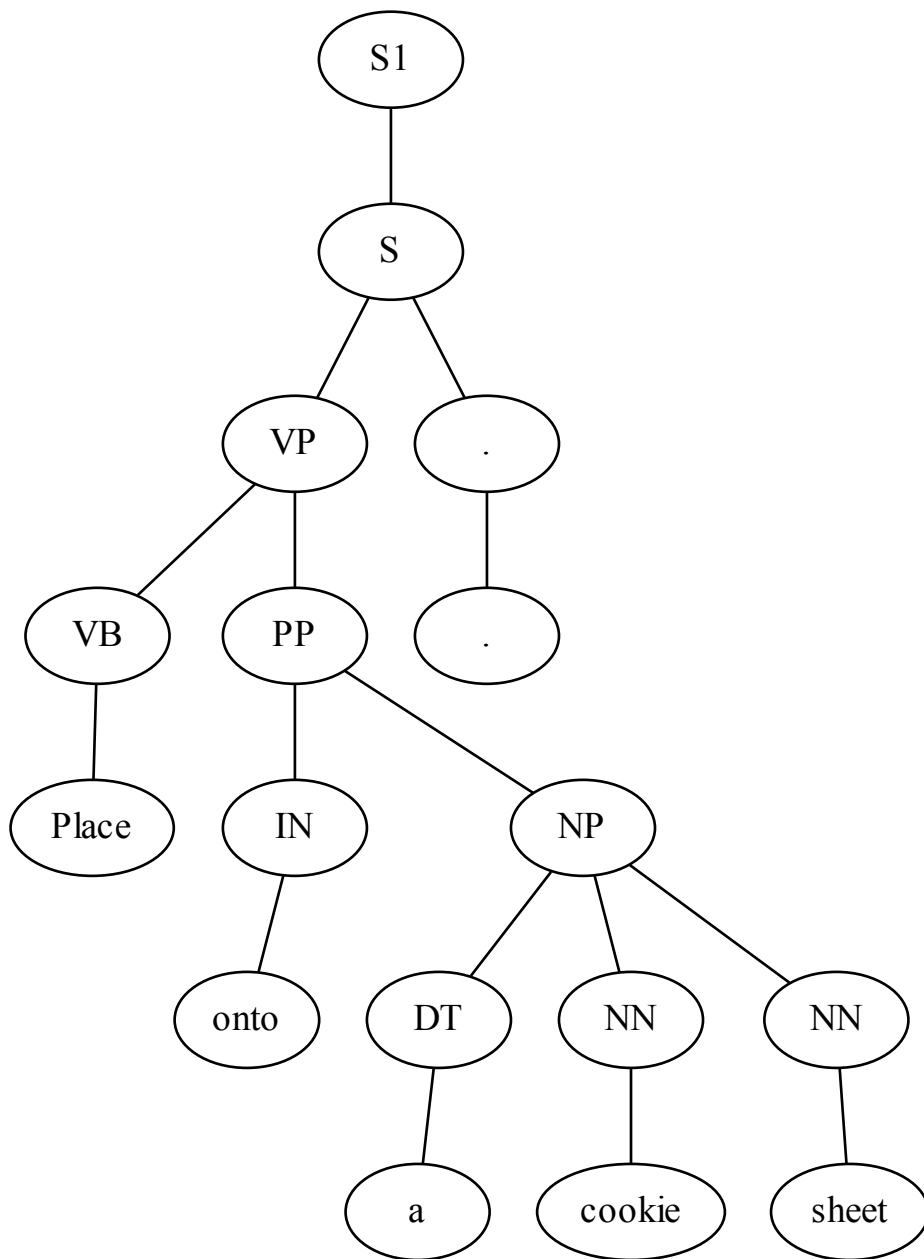 S1
S
VP .
VB PP .
Place IN NP
onto DT NN NN
a cookie sheet